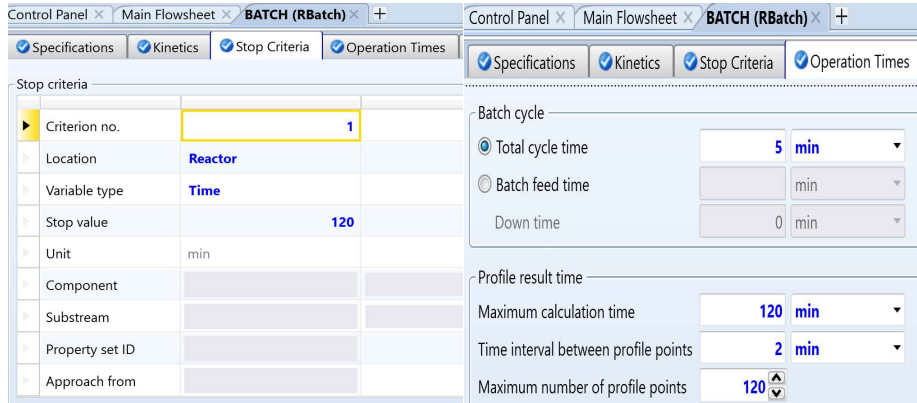 Control Panel × Main Flowsheet × BATCH (RBatch) × +
Specifications Kinetics Stop Criteria Operation Times
Stop criteria
Criterion no. 1
Location Reactor
Variable type Time
Stop value 120
Unit min
Component
Substream
Property set ID
Approach from
Control Panel × Main Flowsheet × BATCH (RBatch) × +
Specifications Kinetics Stop Criteria Operation Times
Batch cycle
Total cycle time 5 min
Batch feed time min
Down time 0 min
Profile result time
Maximum calculation time 120 min
Time interval between profile points 2 min
Maximum number of profile points 120